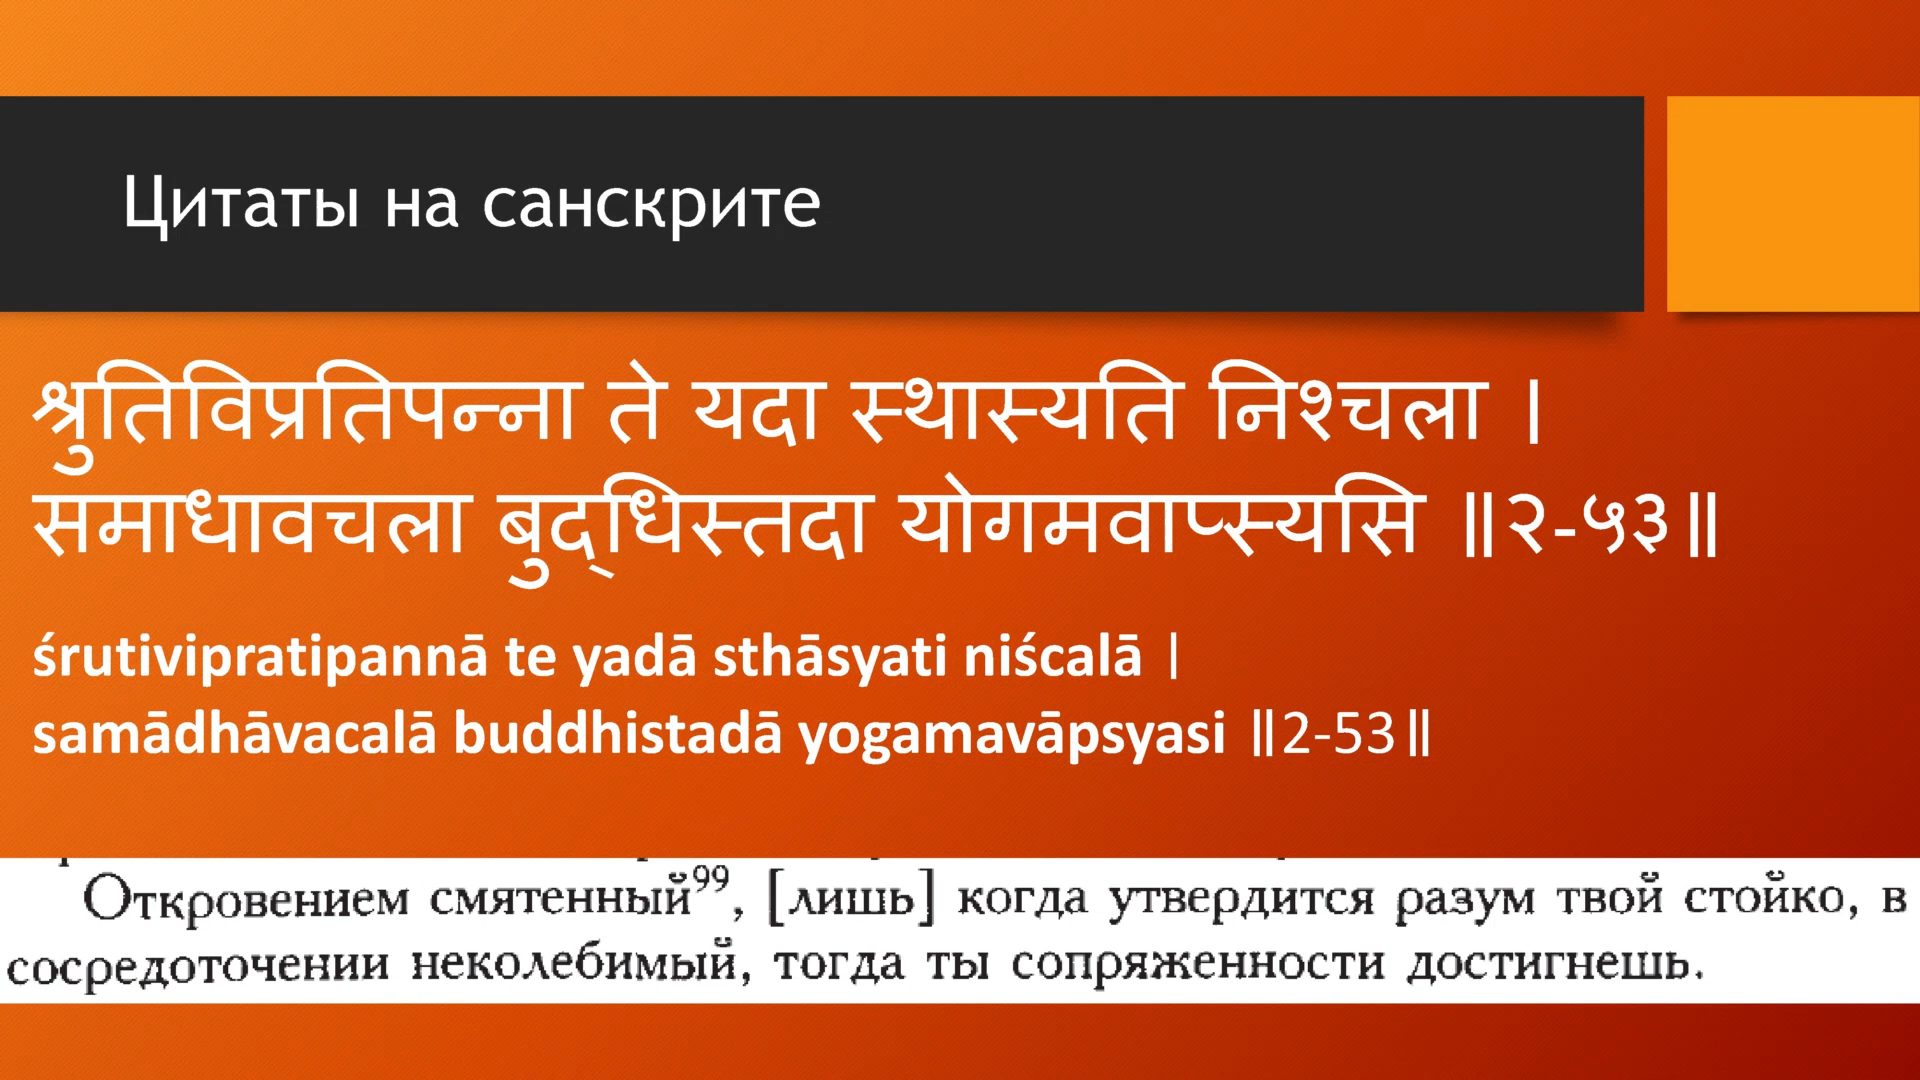 Цитаты на санскрите
श्रुतिविप्रतिपन्ना ते यदा स्थास्यति निश्चला ।
समाधावचला बुद्धिस्तदा योगमवाप्स्यसि ॥२-५३॥
śrutivipratipannā te yadā sthāsyati niścalā |
samādhāvacalā buddhistadā yogamavāpsyasi ॥2-53॥
Откровением смятенный⁹⁹, [лишь] когда утвердится разум твой стойко, в
сосредоточении неколебимый, тогда ты сопряженности достигнешь.